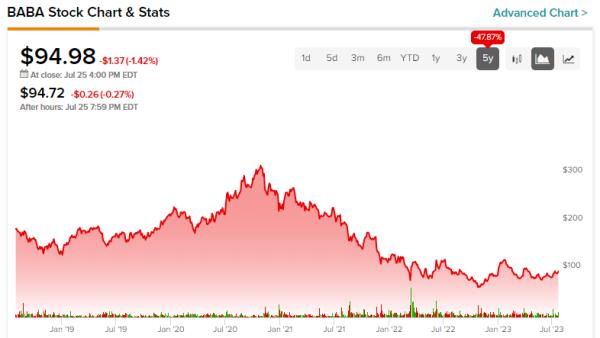 BABA Stock Chart & Stats
Advanced Chart >
-47.87%
$94.98 -$1.37(-1.42%)
At close: Jul 25 4:00 PM EDT
$94.72 -$0.26(-0.27%)
After hours: Jul 25 7:59 PM EDT
1d 5d 3m 6m YTD 1y 3y 5y
$300
$200
$100
Jan '19 Jul '19 Jan '20 Jul '20 Jan '21 Jul '21 Jan '22 Jul '22 Jan '23 Jul '23